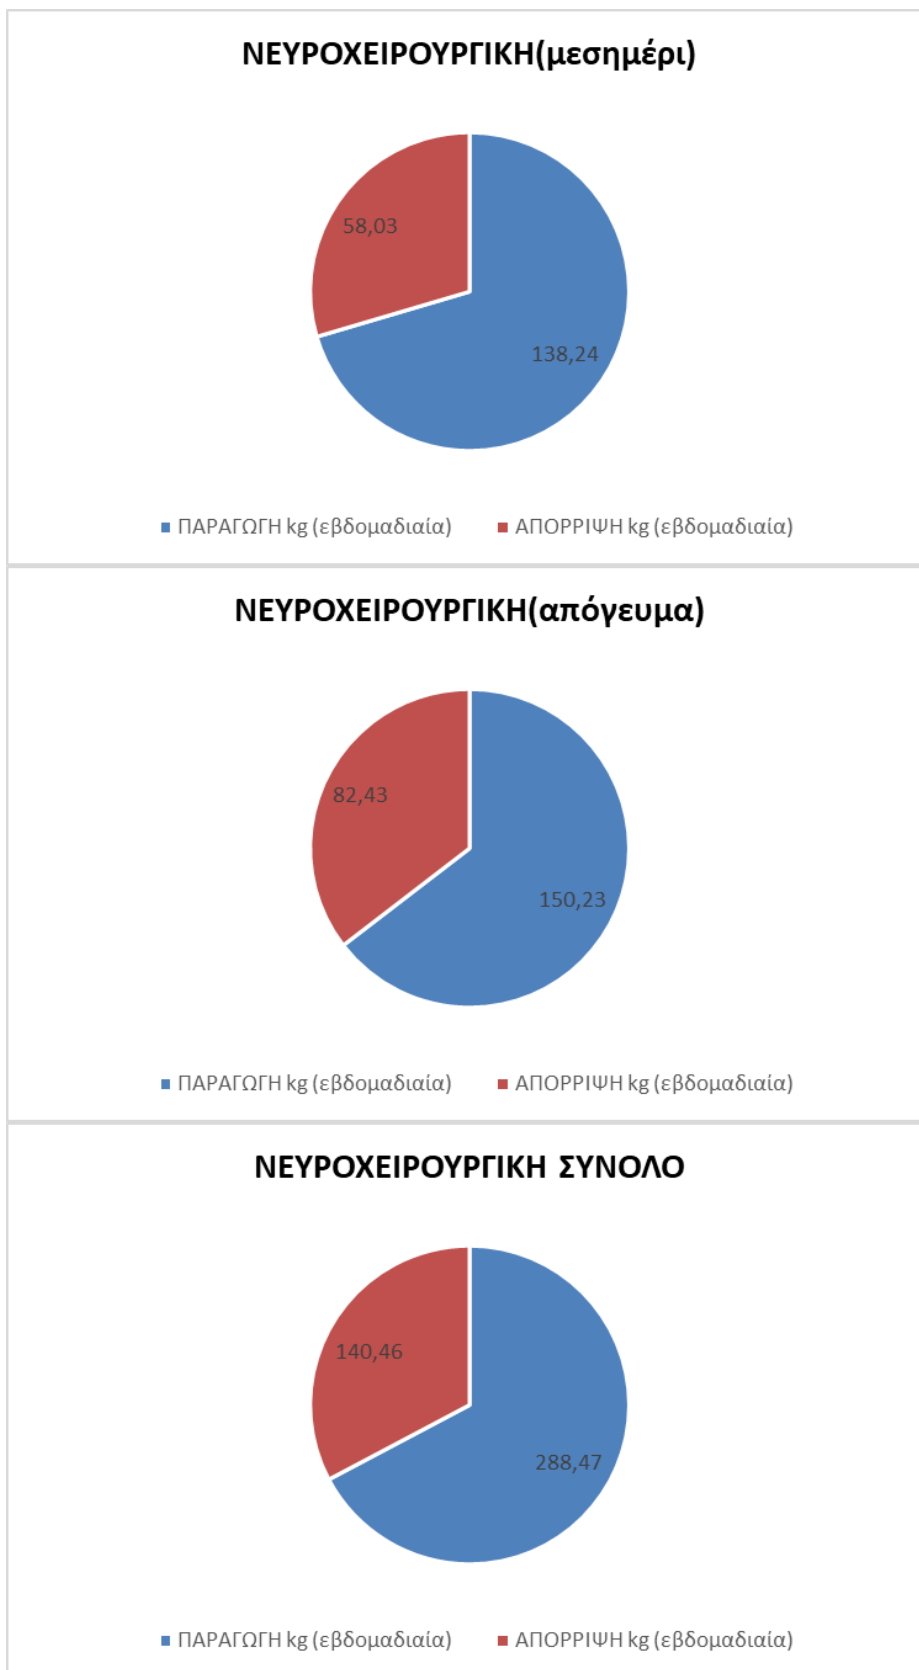 ΝΕΥΡΟΧΕΙΡΟΥΡΓΙΚΗ(μεσημέρι)
58,03
138,24
ΠΑΡΑΓΩΓΗ kg (εβδομαδιαία) ΑΠΟΡΡΙΨΗ kg (εβδομαδιαία)
ΝΕΥΡΟΧΕΙΡΟΥΡΓΙΚΗ(απόγευμα)
82,43
150,23
ΠΑΡΑΓΩΓΗ kg (εβδομαδιαία) ΑΠΟΡΡΙΨΗ kg (εβδομαδιαία)
ΝΕΥΡΟΧΕΙΡΟΥΡΓΙΚΗ ΣΥΝΟΛΟ
140,46
288,47
ΠΑΡΑΓΩΓΗ kg (εβδομαδιαία) ΑΠΟΡΡΙΨΗ kg (εβδομαδιαία)